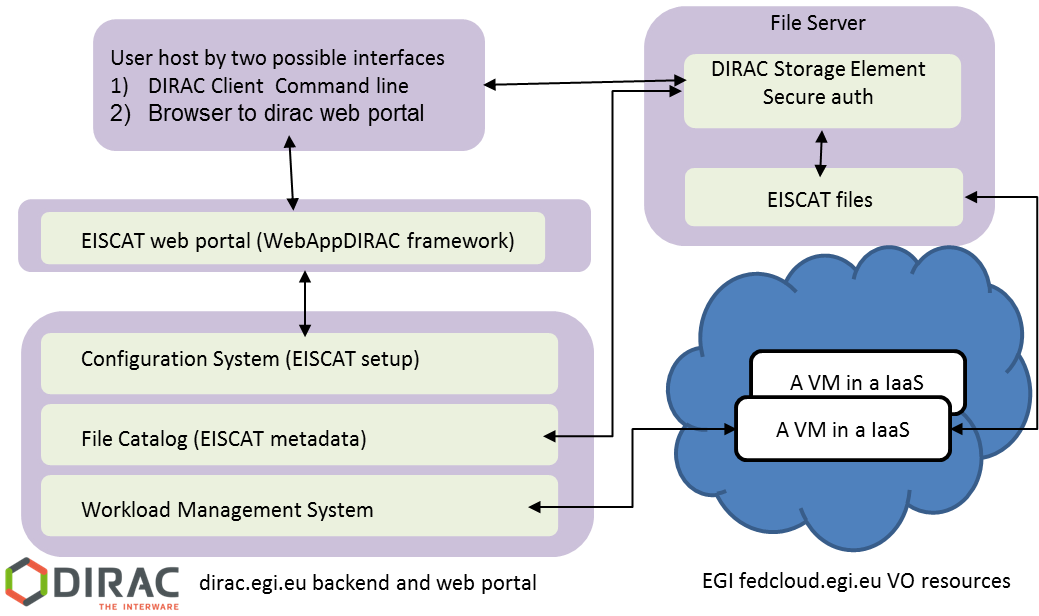 User host by two possible interfaces
1) DIRAC Client Command line
2) Browser to dirac web portal
File Server
DIRAC Storage Element
Secure auth
EISCAT files
EISCAT web portal (WebAppDIRAC framework)
Configuration System (EISCAT setup)
File Catalog (EISCAT metadata)
Workload Management System
A VM in a IaaS
A VM in a IaaS
DIRAC
THE INTERWARE
dirac.egi.eu backend and web portal
EGI fedcloud.egi.eu VO resources